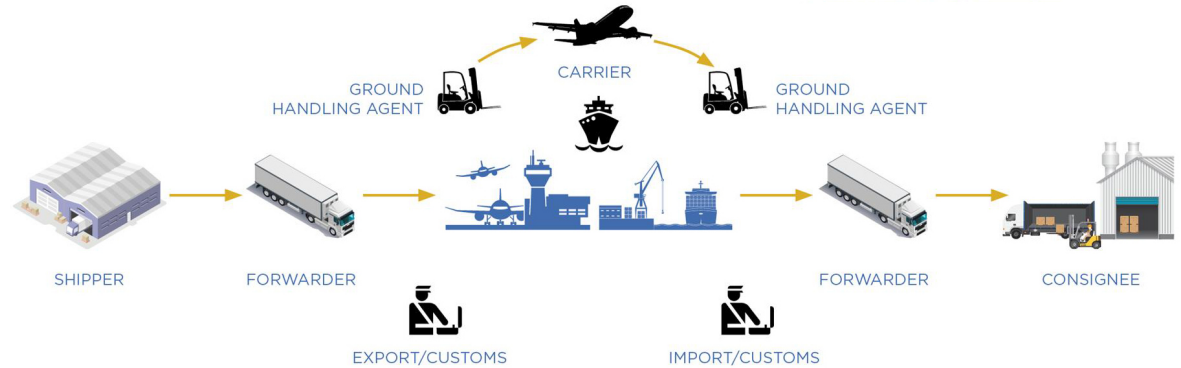 CARRIER
GROUND
HANDLING AGENT
GROUND
HANDLING AGENT
SHIPPER
FORWARDER
FORWARDER
CONSIGNEE
EXPORT/CUSTOMS
IMPORT/CUSTOMS